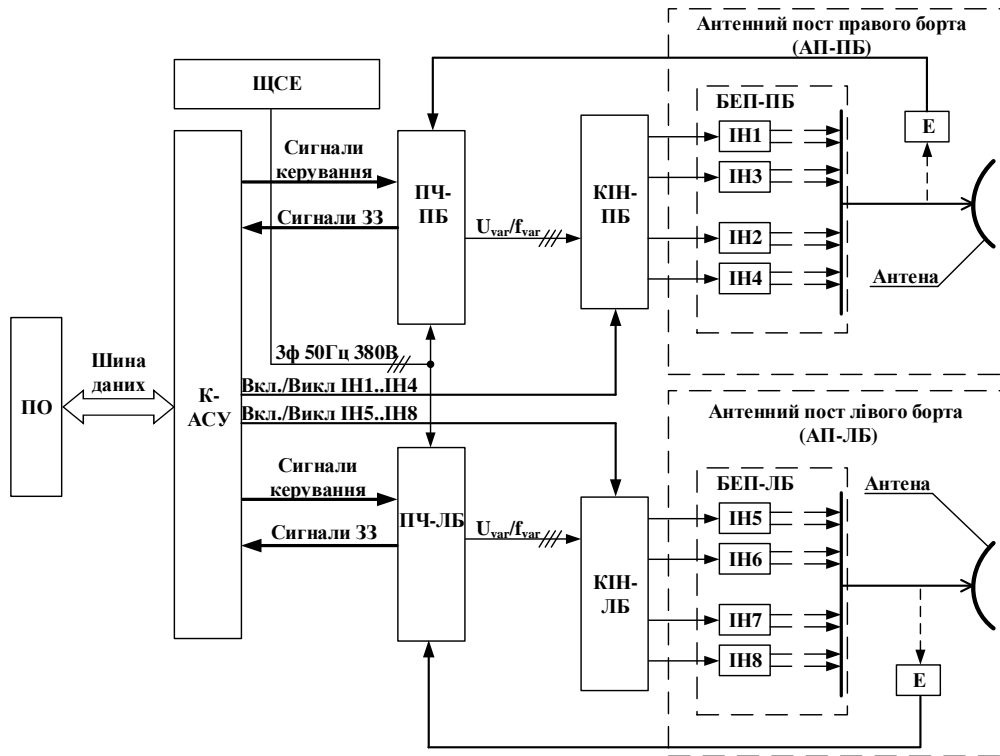 Антенний пост правого борта
(АП-ПБ)
ЩСЕ
БЕП-ПБ
ІН1
Е
Сигнали
керування
ПЧ-
ПБ
КІН-
ПБ
ІН3
Сигнали ЗЗ
Uvar/fvar
ІН2
ІН4
Антена
3ф 50Гц 380В
Шина
даних
ПО
К-
АСУ
Вкл./Викл ІН1..ІН4
Вкл./Викл ІН5..ІН8
Антенний пост лівого борта
(АП-ЛБ)
Сигнали
керування
БЕП-ЛБ
Антена
ПЧ-ЛБ
ІН5
Сигнали ЗЗ
Uvar/fvar
ІН6
КІН-
ЛБ
ІН7
ІН8
Е